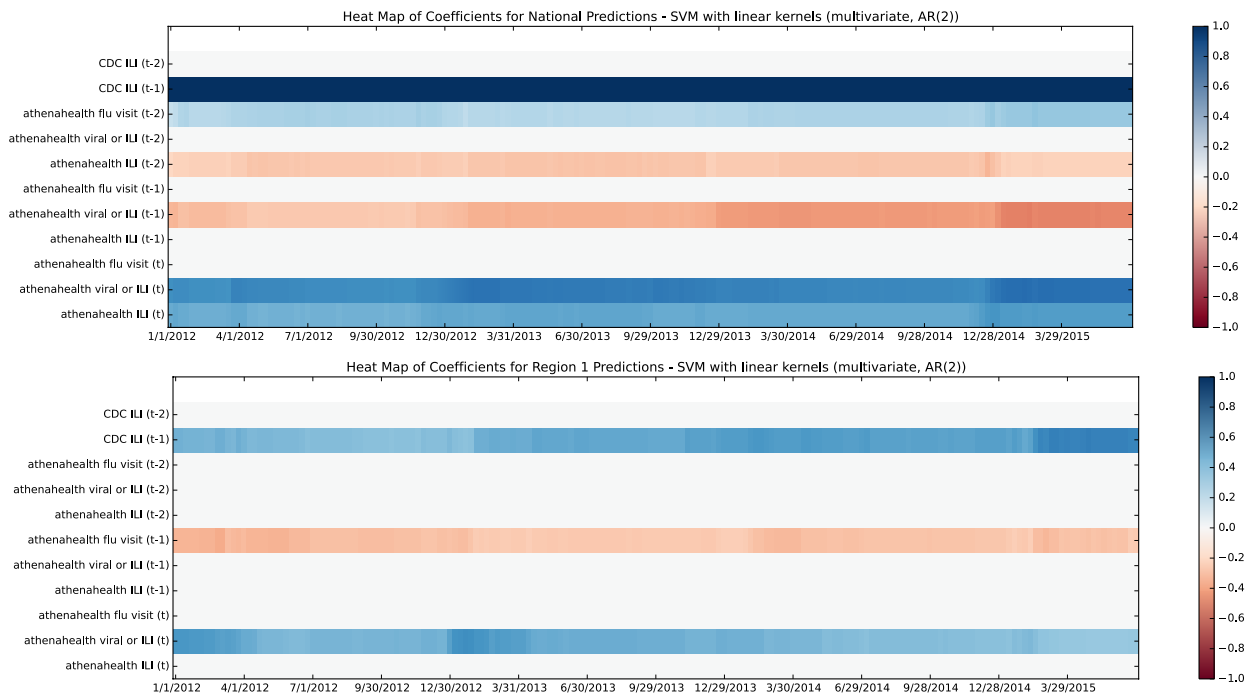 Heat Map of Coefficients for National Predictions - SVM with linear kernels (multivariate, AR(2))
CDC ILI (t-2)
CDC ILI (t-1)
athenahealth flu visit (t-2)
athenahealth viral or ILI (t-2)
athenahealth ILI (t-2)
athenahealth flu visit (t-1)
athenahealth viral or ILI (t-1)
athenahealth ILI (t-1)
athenahealth flu visit (t)
athenahealth viral or ILI (t)
athenahealth ILI (t)
1/1/2012 4/1/2012 7/1/2012 9/30/2012 12/30/2012 3/31/2013 6/30/2013 9/29/2013 12/29/2013 3/30/2014 6/29/2014 9/28/2014 12/28/2014 3/29/2015
1.0
0.8
0.6
0.4
0.2
0.0
−0.2
−0.4
−0.6
−0.8
−1.0
Heat Map of Coefficients for Region 1 Predictions - SVM with linear kernels (multivariate, AR(2))
CDC ILI (t-2)
CDC ILI (t-1)
athenahealth flu visit (t-2)
athenahealth viral or ILI (t-2)
athenahealth ILI (t-2)
athenahealth flu visit (t-1)
athenahealth viral or ILI (t-1)
athenahealth ILI (t-1)
athenahealth flu visit (t)
athenahealth viral or ILI (t)
athenahealth ILI (t)
1/1/2012 4/1/2012 7/1/2012 9/30/2012 12/30/2012 3/31/2013 6/30/2013 9/29/2013 12/29/2013 3/30/2014 6/29/2014 9/28/2014 12/28/2014 3/29/2015
1.0
0.8
0.6
0.4
0.2
0.0
−0.2
−0.4
−0.6
−0.8
−1.0